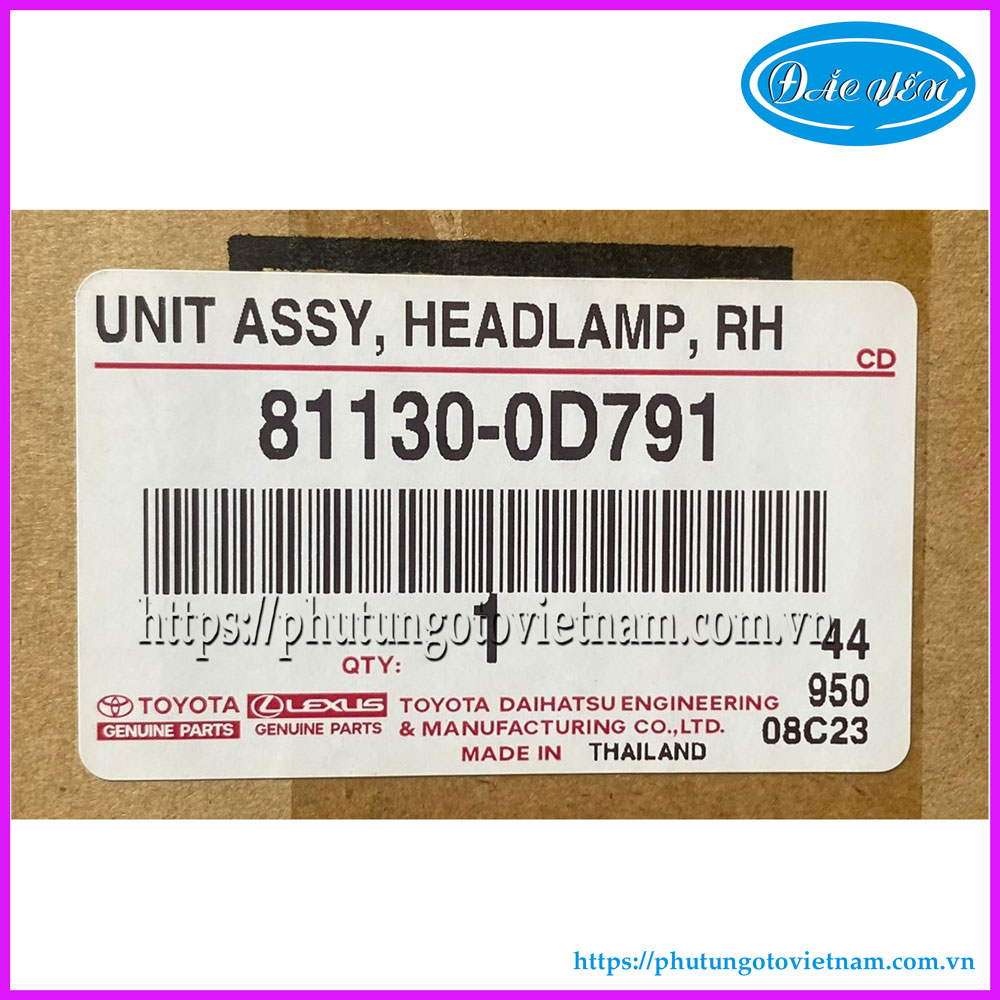 ĐẮC YẾN
UNIT ASSY, HEADLAMP, RH
CD
81130-0D791
https://phutungotovietnam.com.vn
QTY: 1
44
950
08C23
TOYOTA
GENUINE PARTS
LEXUS
GENUINE PARTS
TOYOTA DAIHATSU ENGINEERING
& MANUFACTURING CO.,LTD.
MADE IN THAILAND
https://phutungotovietnam.com.vn